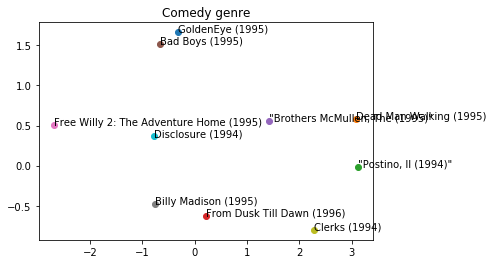 Comedy genre
GoldenEye (1995)
Bad Boys (1995)
Free Willy 2: The Adventure Home (1995)
"Brothers McMullen, The (1995)"
Dead Man Walking (1995)
Disclosure (1994)
"Postino, Il (1994)"
Billy Madison (1995)
From Dusk Till Dawn (1996)
Clerks (1994)
1.5
1.0
0.5
0.0
−0.5
−2 −1 0 1 2 3